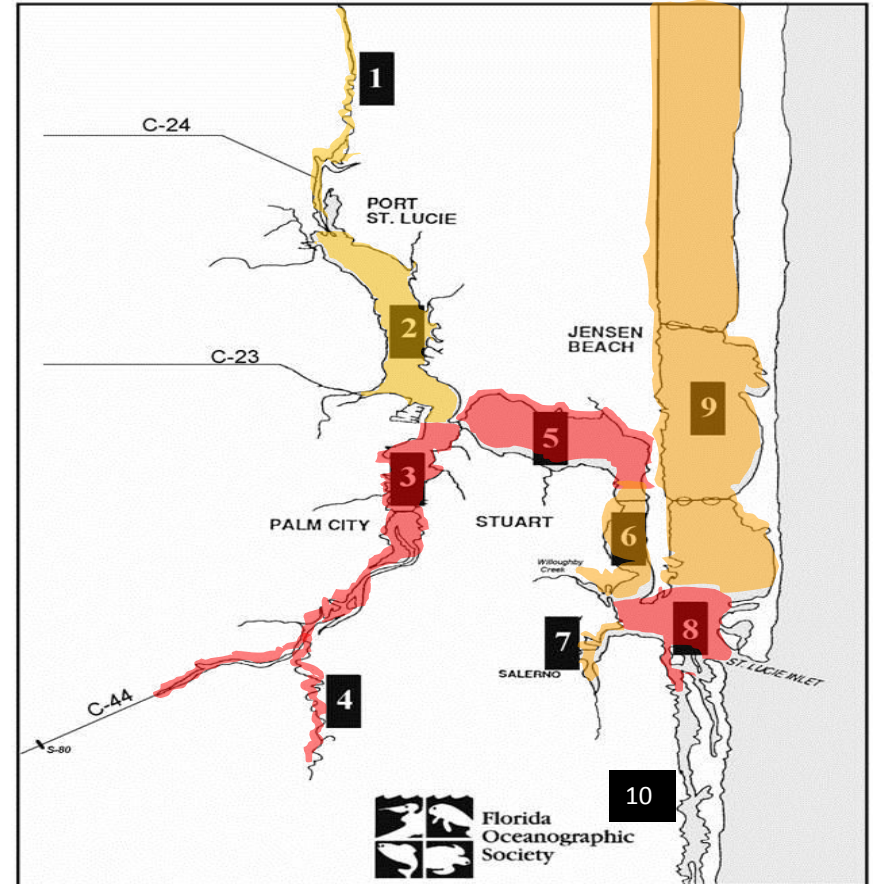 1
C-24
PORT
ST. LUCIE
2
JENSEN
BEACH
C-23
9
5
3
PALM CITY
STUART
6
Willoughby
Creek
7
8
SALERNO
ST. LUCIE INLET
4
C-44
S-80
10
Florida
Oceanographic
Society